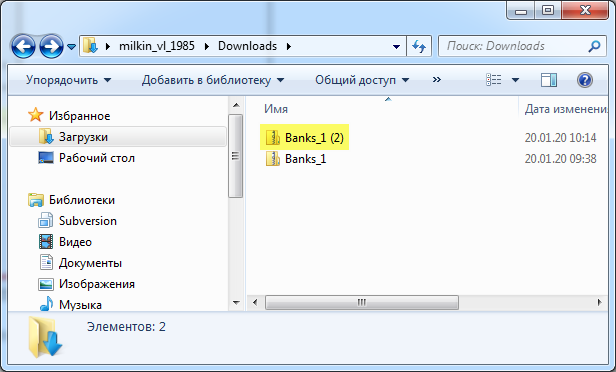 milkin_vl_1985 Downloads
Поиск: Downloads
Упорядочить Добавить в библиотеку Общий доступ »
Избранное
Загрузки
Рабочий стол
Библиотеки
Subversion
Видео
Документы
Изображения
Музыка
Имя Дата изменени
Banks_1 (2) 20.01.20 10:14
Banks_1 20.01.20 09:38
Элементов: 2